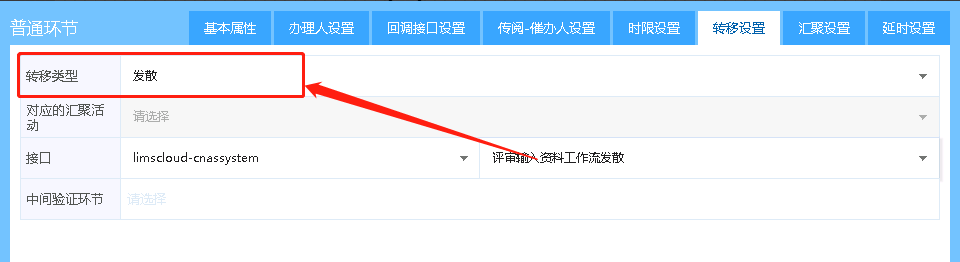 普通环节
基本属性 办理人设置 回调接口设置 传阅-催办人设置 时限设置 转移设置 汇聚设置 延时设置
转移类型 发散
对应的汇聚活
动 请选择
接口 limscloud-cnassystem 评审输入资料工作流发散
中间验证环节 请选择